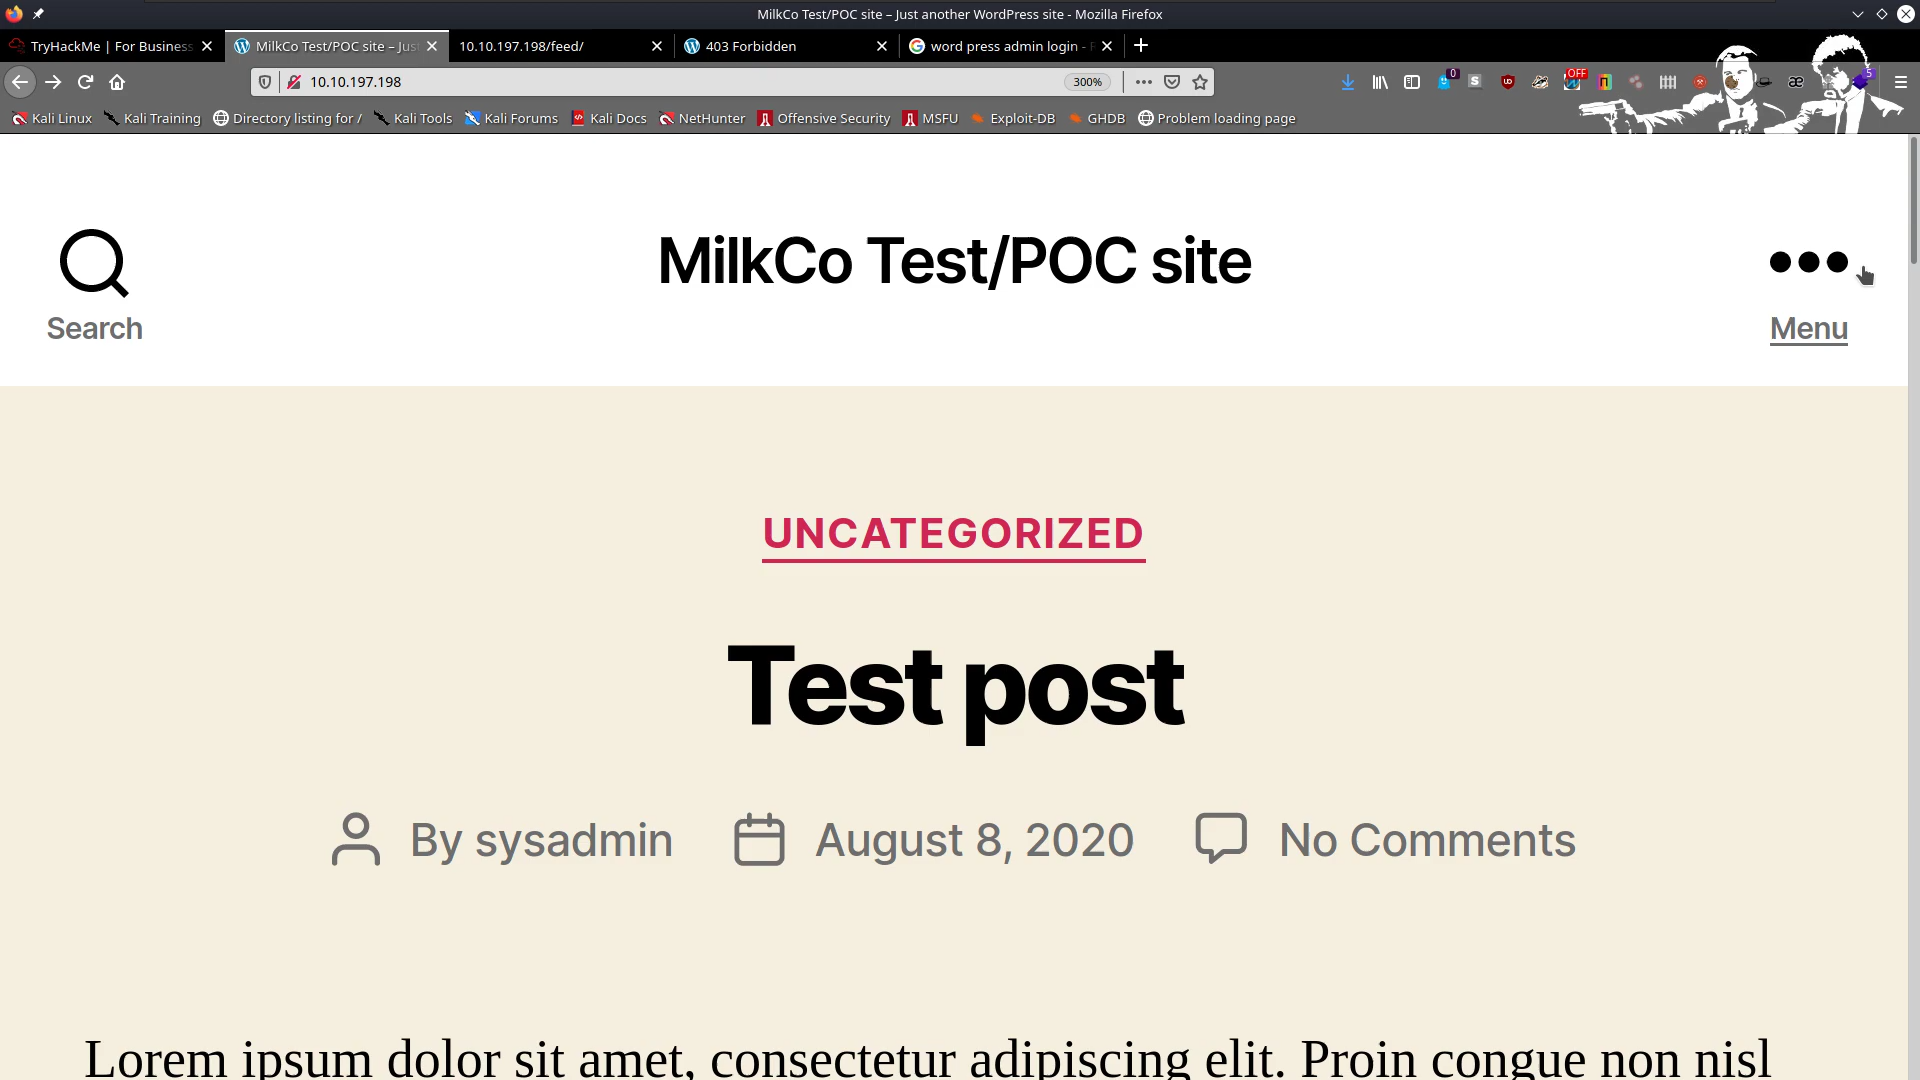 MilkCo Test/POC site – Just another WordPress site - Mozilla Firefox
TryHackMe | For Business
MilkCo Test/POC site – Jus
10.10.197.198/feed/
403 Forbidden
word press admin login -
10.10.197.198
300%
0
S
OFF
æ
5
Kali Linux
Kali Training
Directory listing for /
Kali Tools
Kali Forums
Kali Docs
NetHunter
Offensive Security
MSFU
Exploit-DB
GHDB
Problem loading page
MilkCo Test/POC site
Search
Menu
UNCATEGORIZED
Test post
By sysadmin
August 8, 2020
No Comments
Lorem ipsum dolor sit amet, consectetur adipiscing elit. Proin congue non nisl